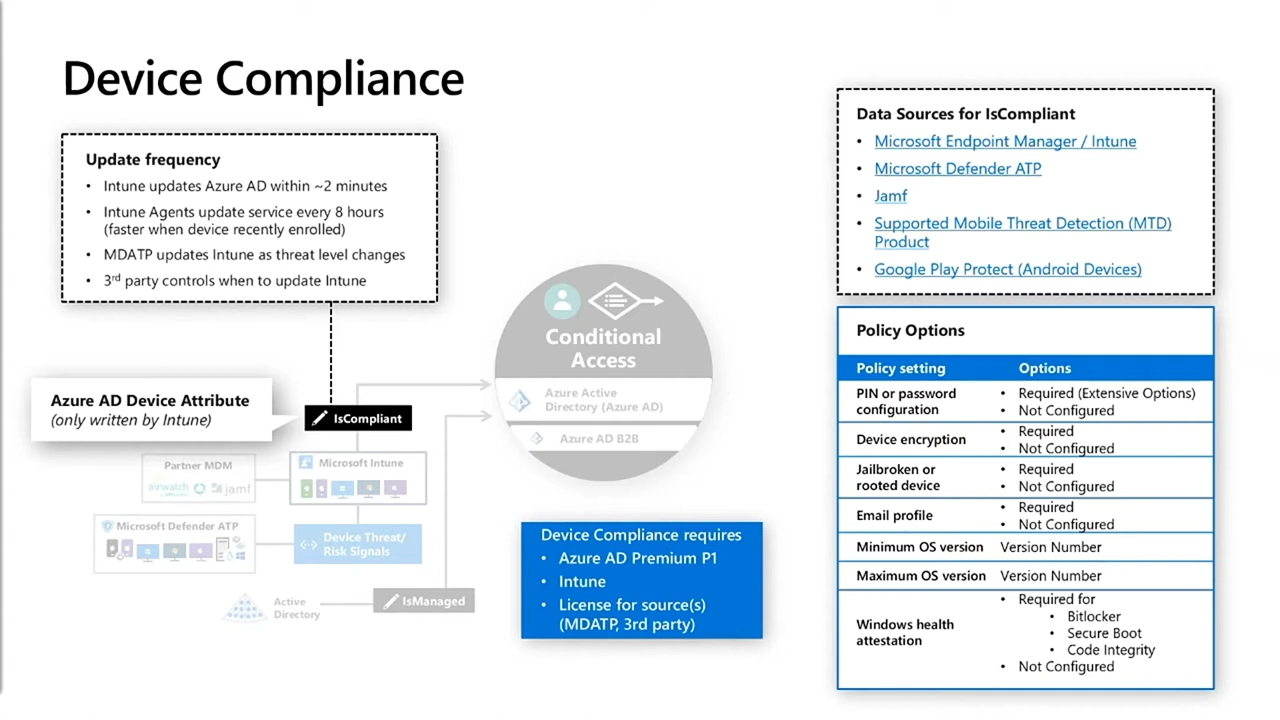 Device Compliance
Update frequency
• Intune updates Azure AD within ~2 minutes
• Intune Agents update service every 8 hours
(faster when device recently enrolled)
• MDATP updates Intune as threat level changes
• 3rd party controls when to update Intune
Azure AD Device Attribute
(only written by Intune)
IsCompliant
Partner MDM
airwatch
jamf
Microsoft Intune
Microsoft Defender ATP
Device Threat/
Risk Signals
Active
Directory
IsManaged
Conditional
Access
Azure Active
Directory (Azure AD)
Azure AD B2B
Device Compliance requires
• Azure AD Premium P1
• Intune
• License for source(s)
(MDATP, 3rd party)
Data Sources for IsCompliant
• Microsoft Endpoint Manager / Intune
• Microsoft Defender ATP
• Jamf
• Supported Mobile Threat Detection (MTD)
Product
• Google Play Protect (Android Devices)
Policy Options
Policy setting Options
PIN or password
configuration
• Required (Extensive Options)
• Not Configured
Device encryption
• Required
• Not Configured
Jailbroken or
rooted device
• Required
• Not Configured
Email profile
• Required
• Not Configured
Minimum OS version Version Number
Maximum OS version Version Number
Windows health
attestation
• Required for
• Bitlocker
• Secure Boot
• Code Integrity
• Not Configured